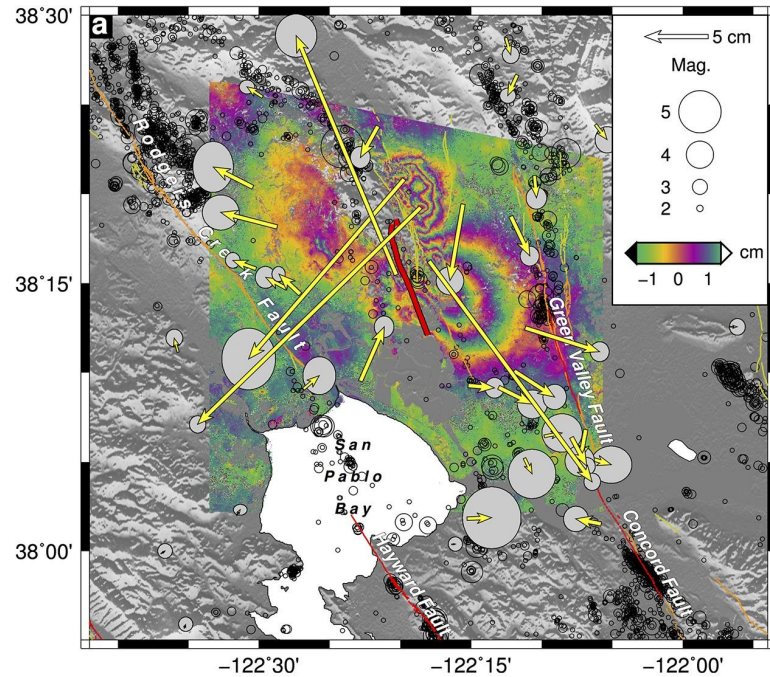 38°30'
a
5 cm
Mag.
5
4
3
2
cm
−1 0 1
Rodgers
Creek
Fault
38°15'
Green Valley Fault
San
Pablo
Bay
38°00'
Hayward Fault
Concord Fault
−122°30'
−122°15'
−122°00'